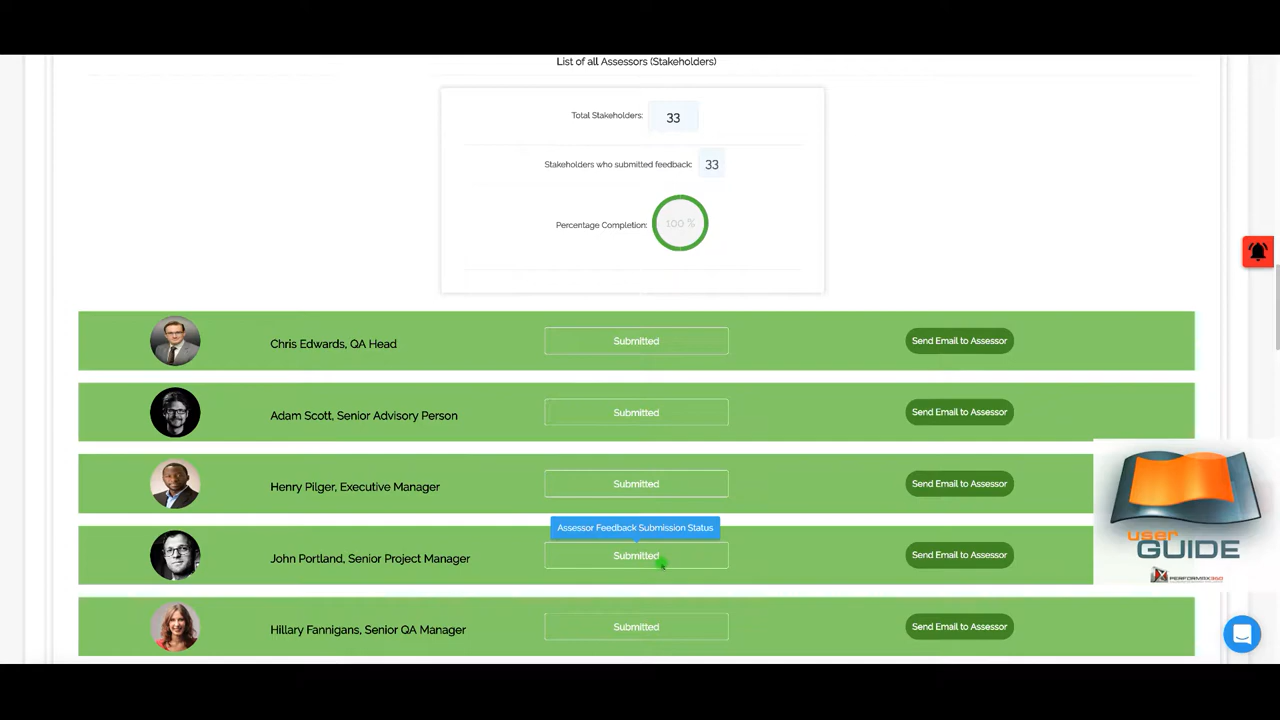 List of all Assessors (Stakeholders)
Total Stakeholders: 33
Stakeholders who submitted feedback: 33
Percentage Completion: 100 %
Chris Edwards, QA Head Submitted Send Email to Assessor
Adam Scott, Senior Advisory Person Submitted Send Email to Assessor
Henry Pilger, Executive Manager Submitted Send Email to Assessor
Assessor Feedback Submission Status
John Portland, Senior Project Manager Submitted Send Email to Assessor
Hillary Fannigans, Senior QA Manager Submitted Send Email to Assessor
user
GUIDE
PERFORMAX360